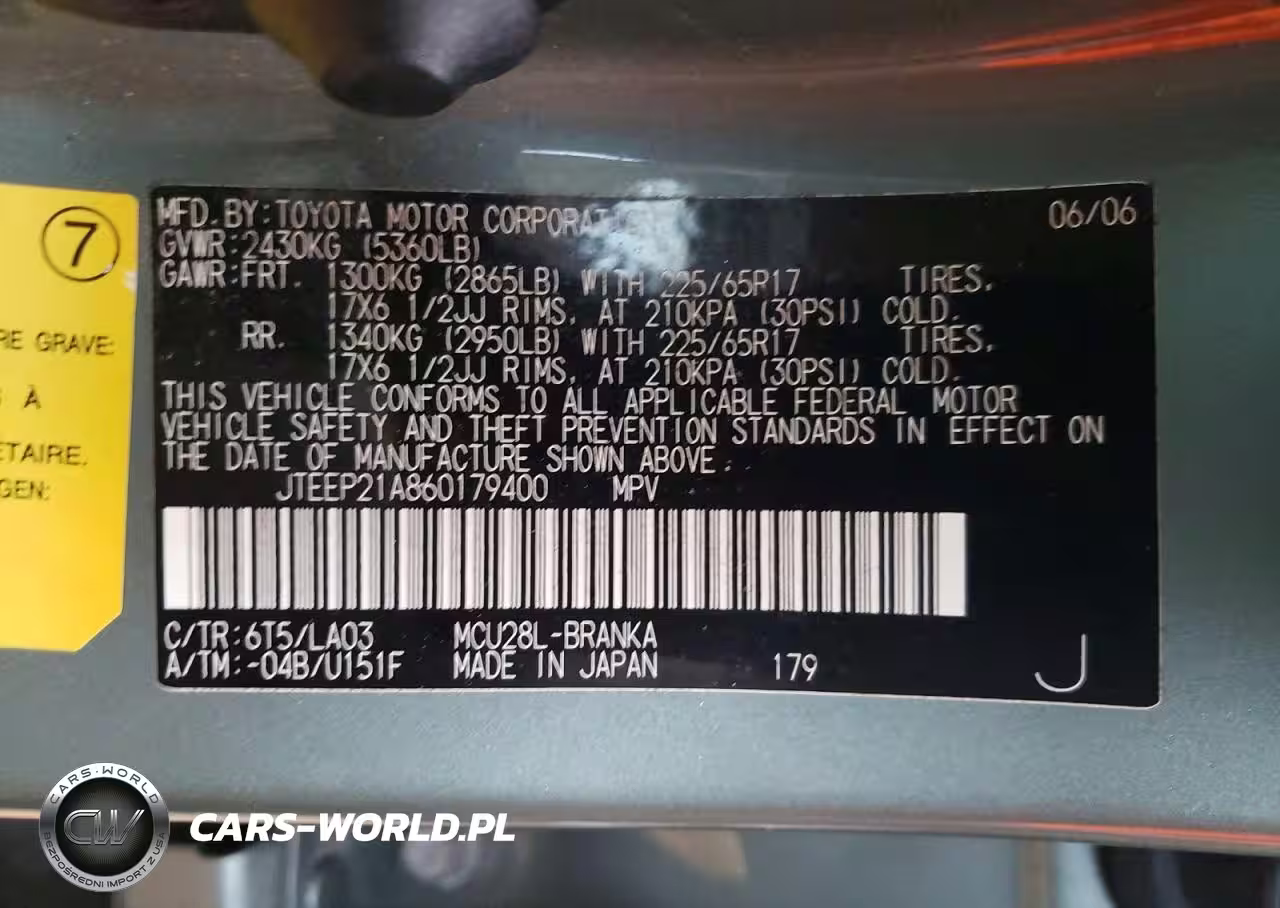 7
RE GRAVE:
À
ETAIRE.
GEN:
MFD. BY: TOYOTA MOTOR 06/06
GVWR: 2430KG (5360LB)
GAWR: FRT. 1300KG (2865LB) WITH 225/65R17 TIRES,
17X6 1/2JJ RIMS, AT 210KPA (30PSI) COLD.
RR. 1340KG (2950LB) WITH 225/65R17 TIRES,
17X6 1/2JJ RIMS, AT 210KPA (30PSI) COLD.
THIS VEHICLE CONFORMS TO ALL APPLICABLE FEDERAL MOTOR
VEHICLE SAFETY AND THEFT PREVENTION STANDARDS IN EFFECT ON
THE DATE OF MANUFACTURE SHOWN ABOVE.
JTEEP21A860179400 MPV
C/TR: 6T5/LA03 MCU28L-BRANKA
A/TM: -04B/U151F MADE IN JAPAN 179 J
CARS-WORLD
CW
BEZPOŚREDNI IMPORT Z USA
CARS-WORLD.PL